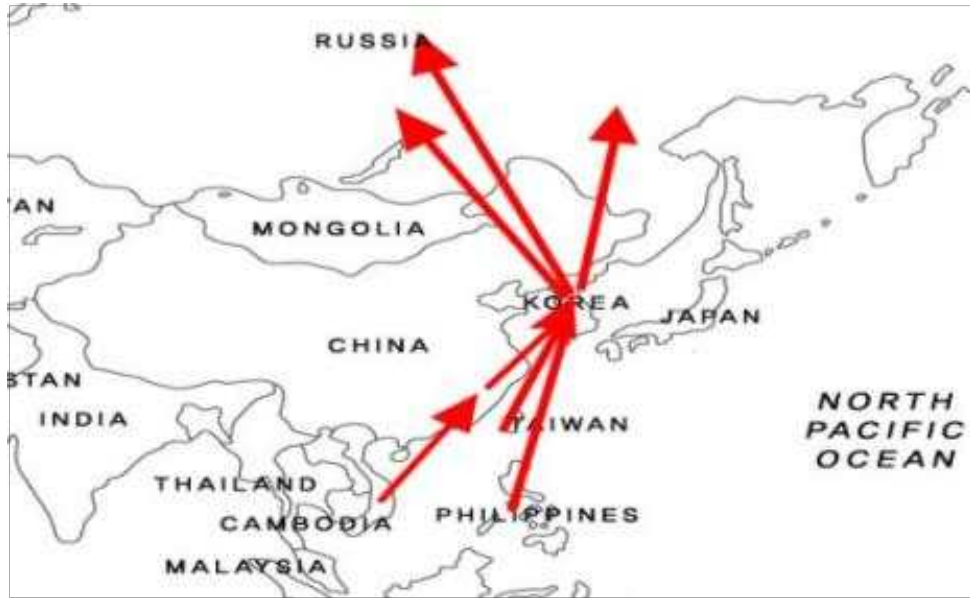 RUSSIA
AN
MONGOLIA
KOREA
JAPAN
CHINA
STAN
INDIA
NORTH
PACIFIC
OCEAN
TAIWAN
THAILAND
CAMBODIA
PHILIPPINES
MALAYSIA